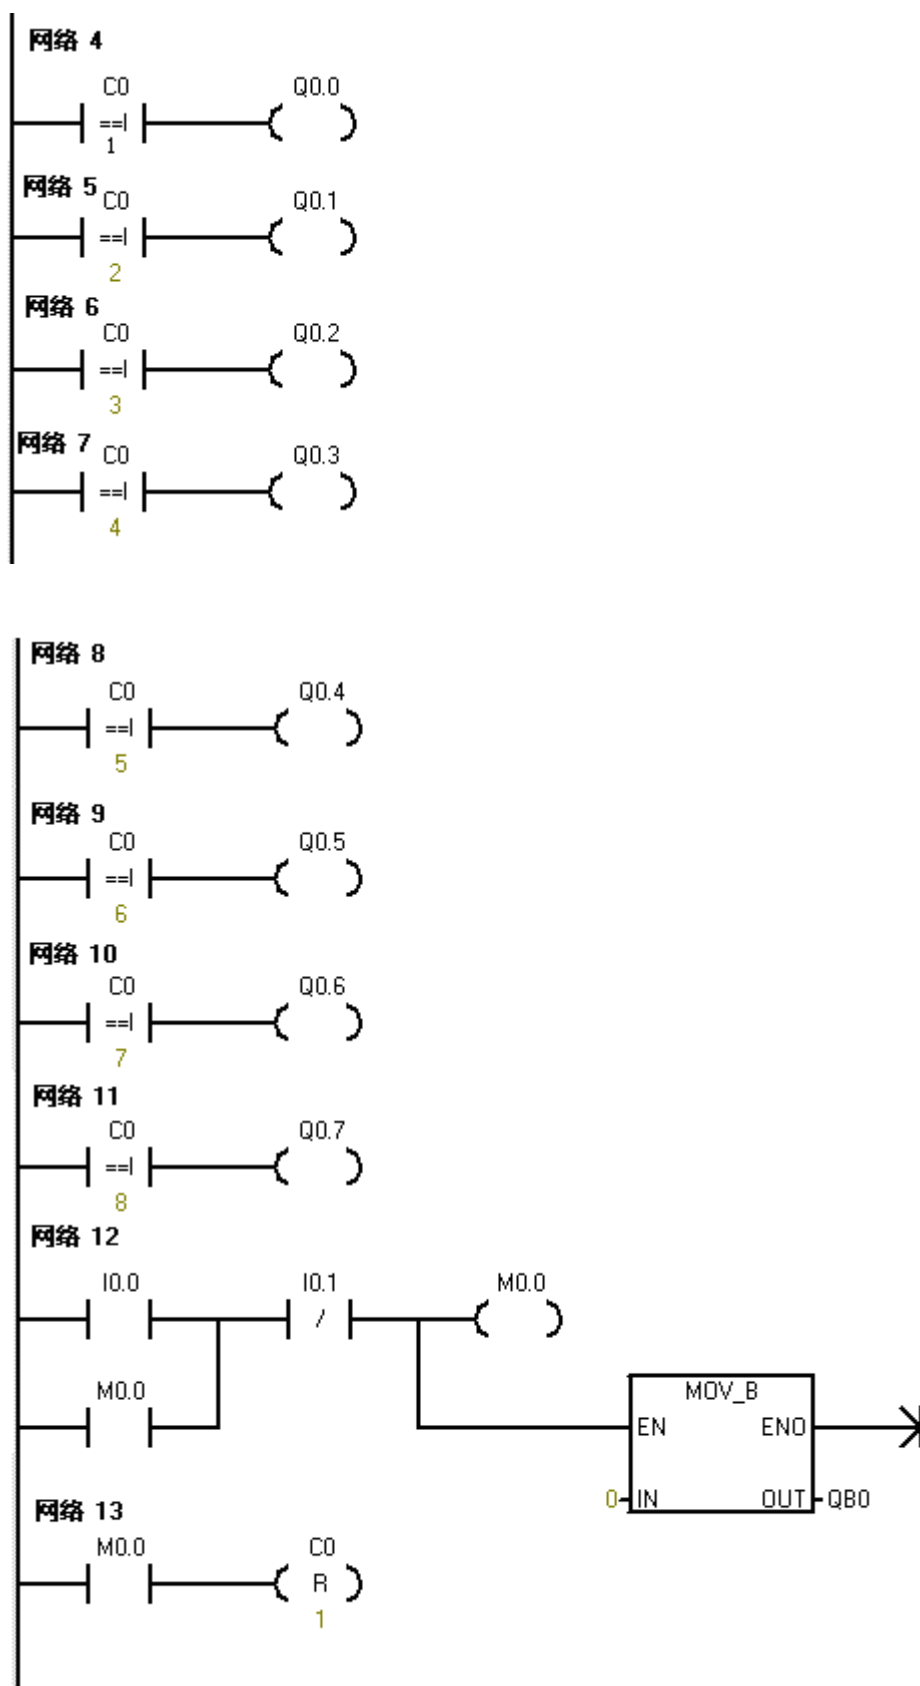 网络 4
C0 Q0.0
==I
1
网络 5
C0 Q0.1
==I
2
网络 6
C0 Q0.2
==I
3
网络 7
C0 Q0.3
==I
4
网络 8
C0 Q0.4
==I
5
网络 9
C0 Q0.5
==I
6
网络 10
C0 Q0.6
==I
7
网络 11
C0 Q0.7
==I
8
网络 12
I0.0 I0.1 M0.0
/
M0.0 MOV_B
EN ENO
0 IN OUT QB0
网络 13
M0.0 C0
R
1